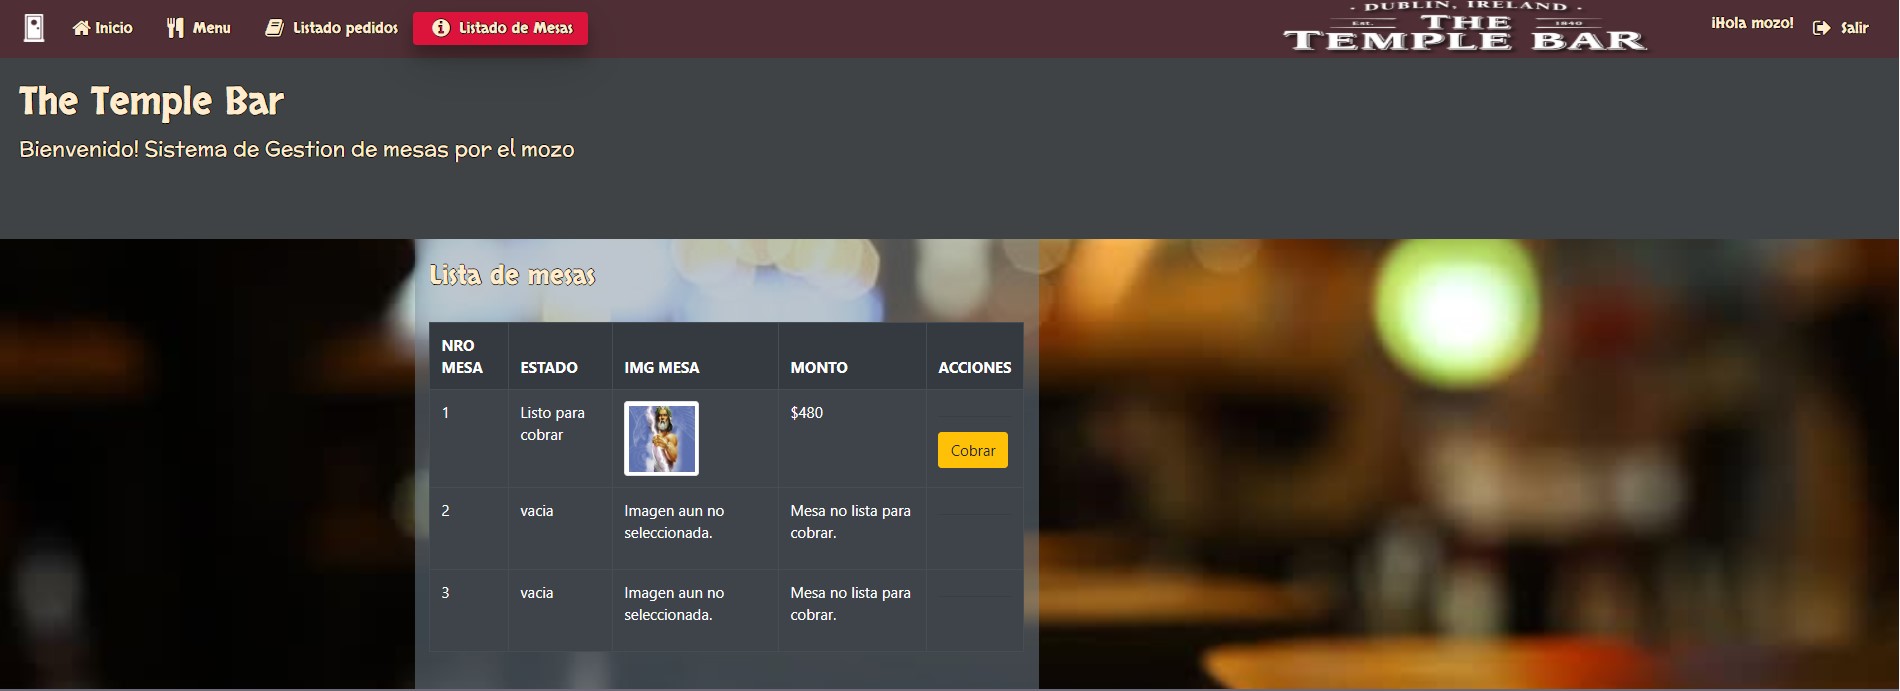 Inicio
Menu
Listado pedidos
Listado de Mesas
· DUBLIN, IRELAND ·
Est. THE 1840
TEMPLE BAR
¡Hola mozo!
Salir
The Temple Bar
Bienvenido! Sistema de Gestion de mesas por el mozo
Lista de mesas
NRO
MESA ESTADO IMG MESA MONTO ACCIONES
1 Listo para $480
cobrar
Cobrar
2 vacia Imagen aun no Mesa no lista para
seleccionada. cobrar.
3 vacia Imagen aun no Mesa no lista para
seleccionada. cobrar.